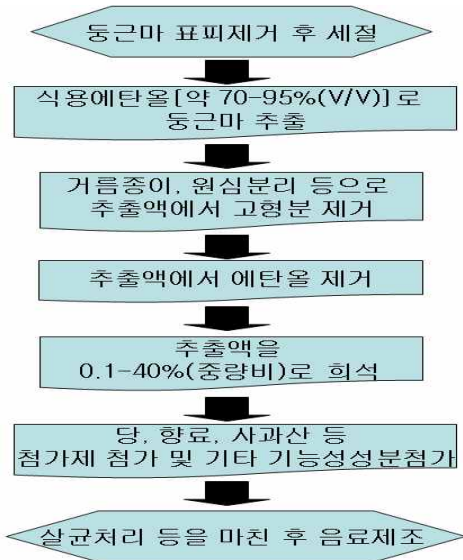 둥근마 표피제거 후 세절
식용에탄올[약 70-95%(V/V)]로
둥근마 추출
거름종이, 원심분리 등으로
추출액에서 고형분 제거
추출액에서 에탄올 제거
추출액을
0.1-40%(중량비)로 희석
당, 향료, 사과산 등
첨가제 첨가 및 기타 기능성성분첨가
살균처리 등을 마친 후 음료제조